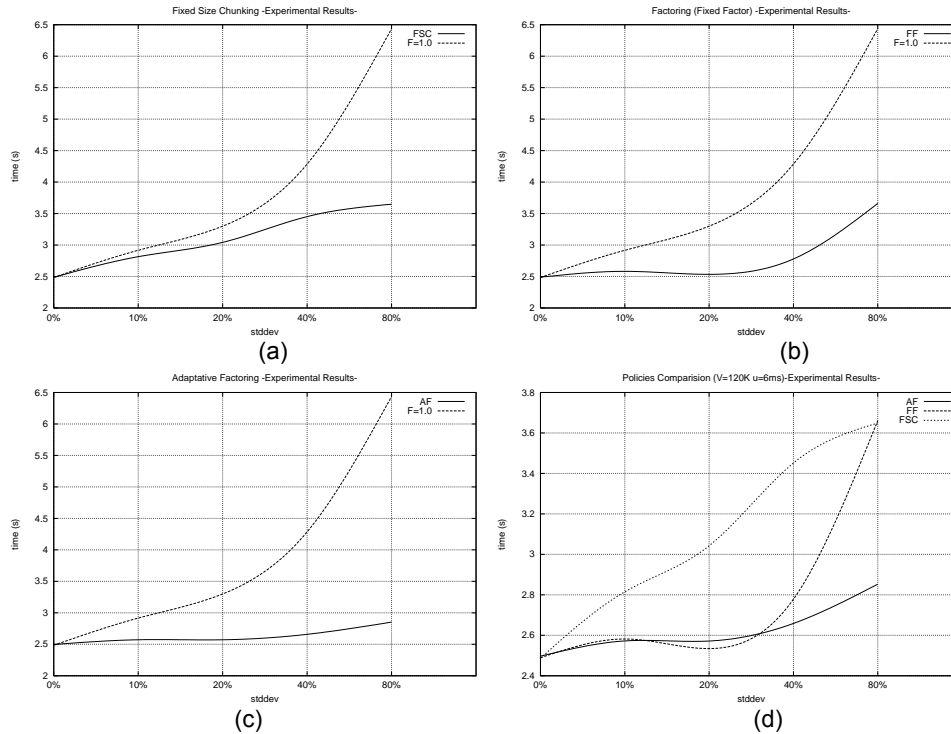 Fixed Size Chunking -Experimental Results-
6.5
6
5.5
5
4.5
4
3.5
3
2.5
2
time (s)
FSC
F=1.0
0% 10% 20% 40% 80%
stddev
(a)
Factoring (Fixed Factor) -Experimental Results-
6.5
6
5.5
5
4.5
4
3.5
3
2.5
2
time (s)
FF
F=1.0
0% 10% 20% 40% 80%
stddev
(b)
Adaptative Factoring -Experimental Results-
6.5
6
5.5
5
4.5
4
3.5
3
2.5
2
time (s)
AF
F=1.0
0% 10% 20% 40% 80%
stddev
(c)
Policies Comparision (V=120K u=6ms)-Experimental Results-
3.8
3.6
3.4
3.2
3
2.8
2.6
2.4
time (s)
AF
FF
FSC
0% 10% 20% 40% 80%
stddev
(d)